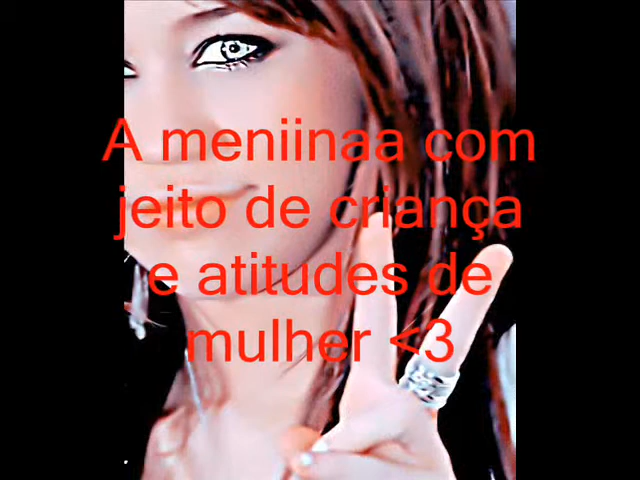 A meniinaa com
jeito de criança
e atitudes de
mulher <3